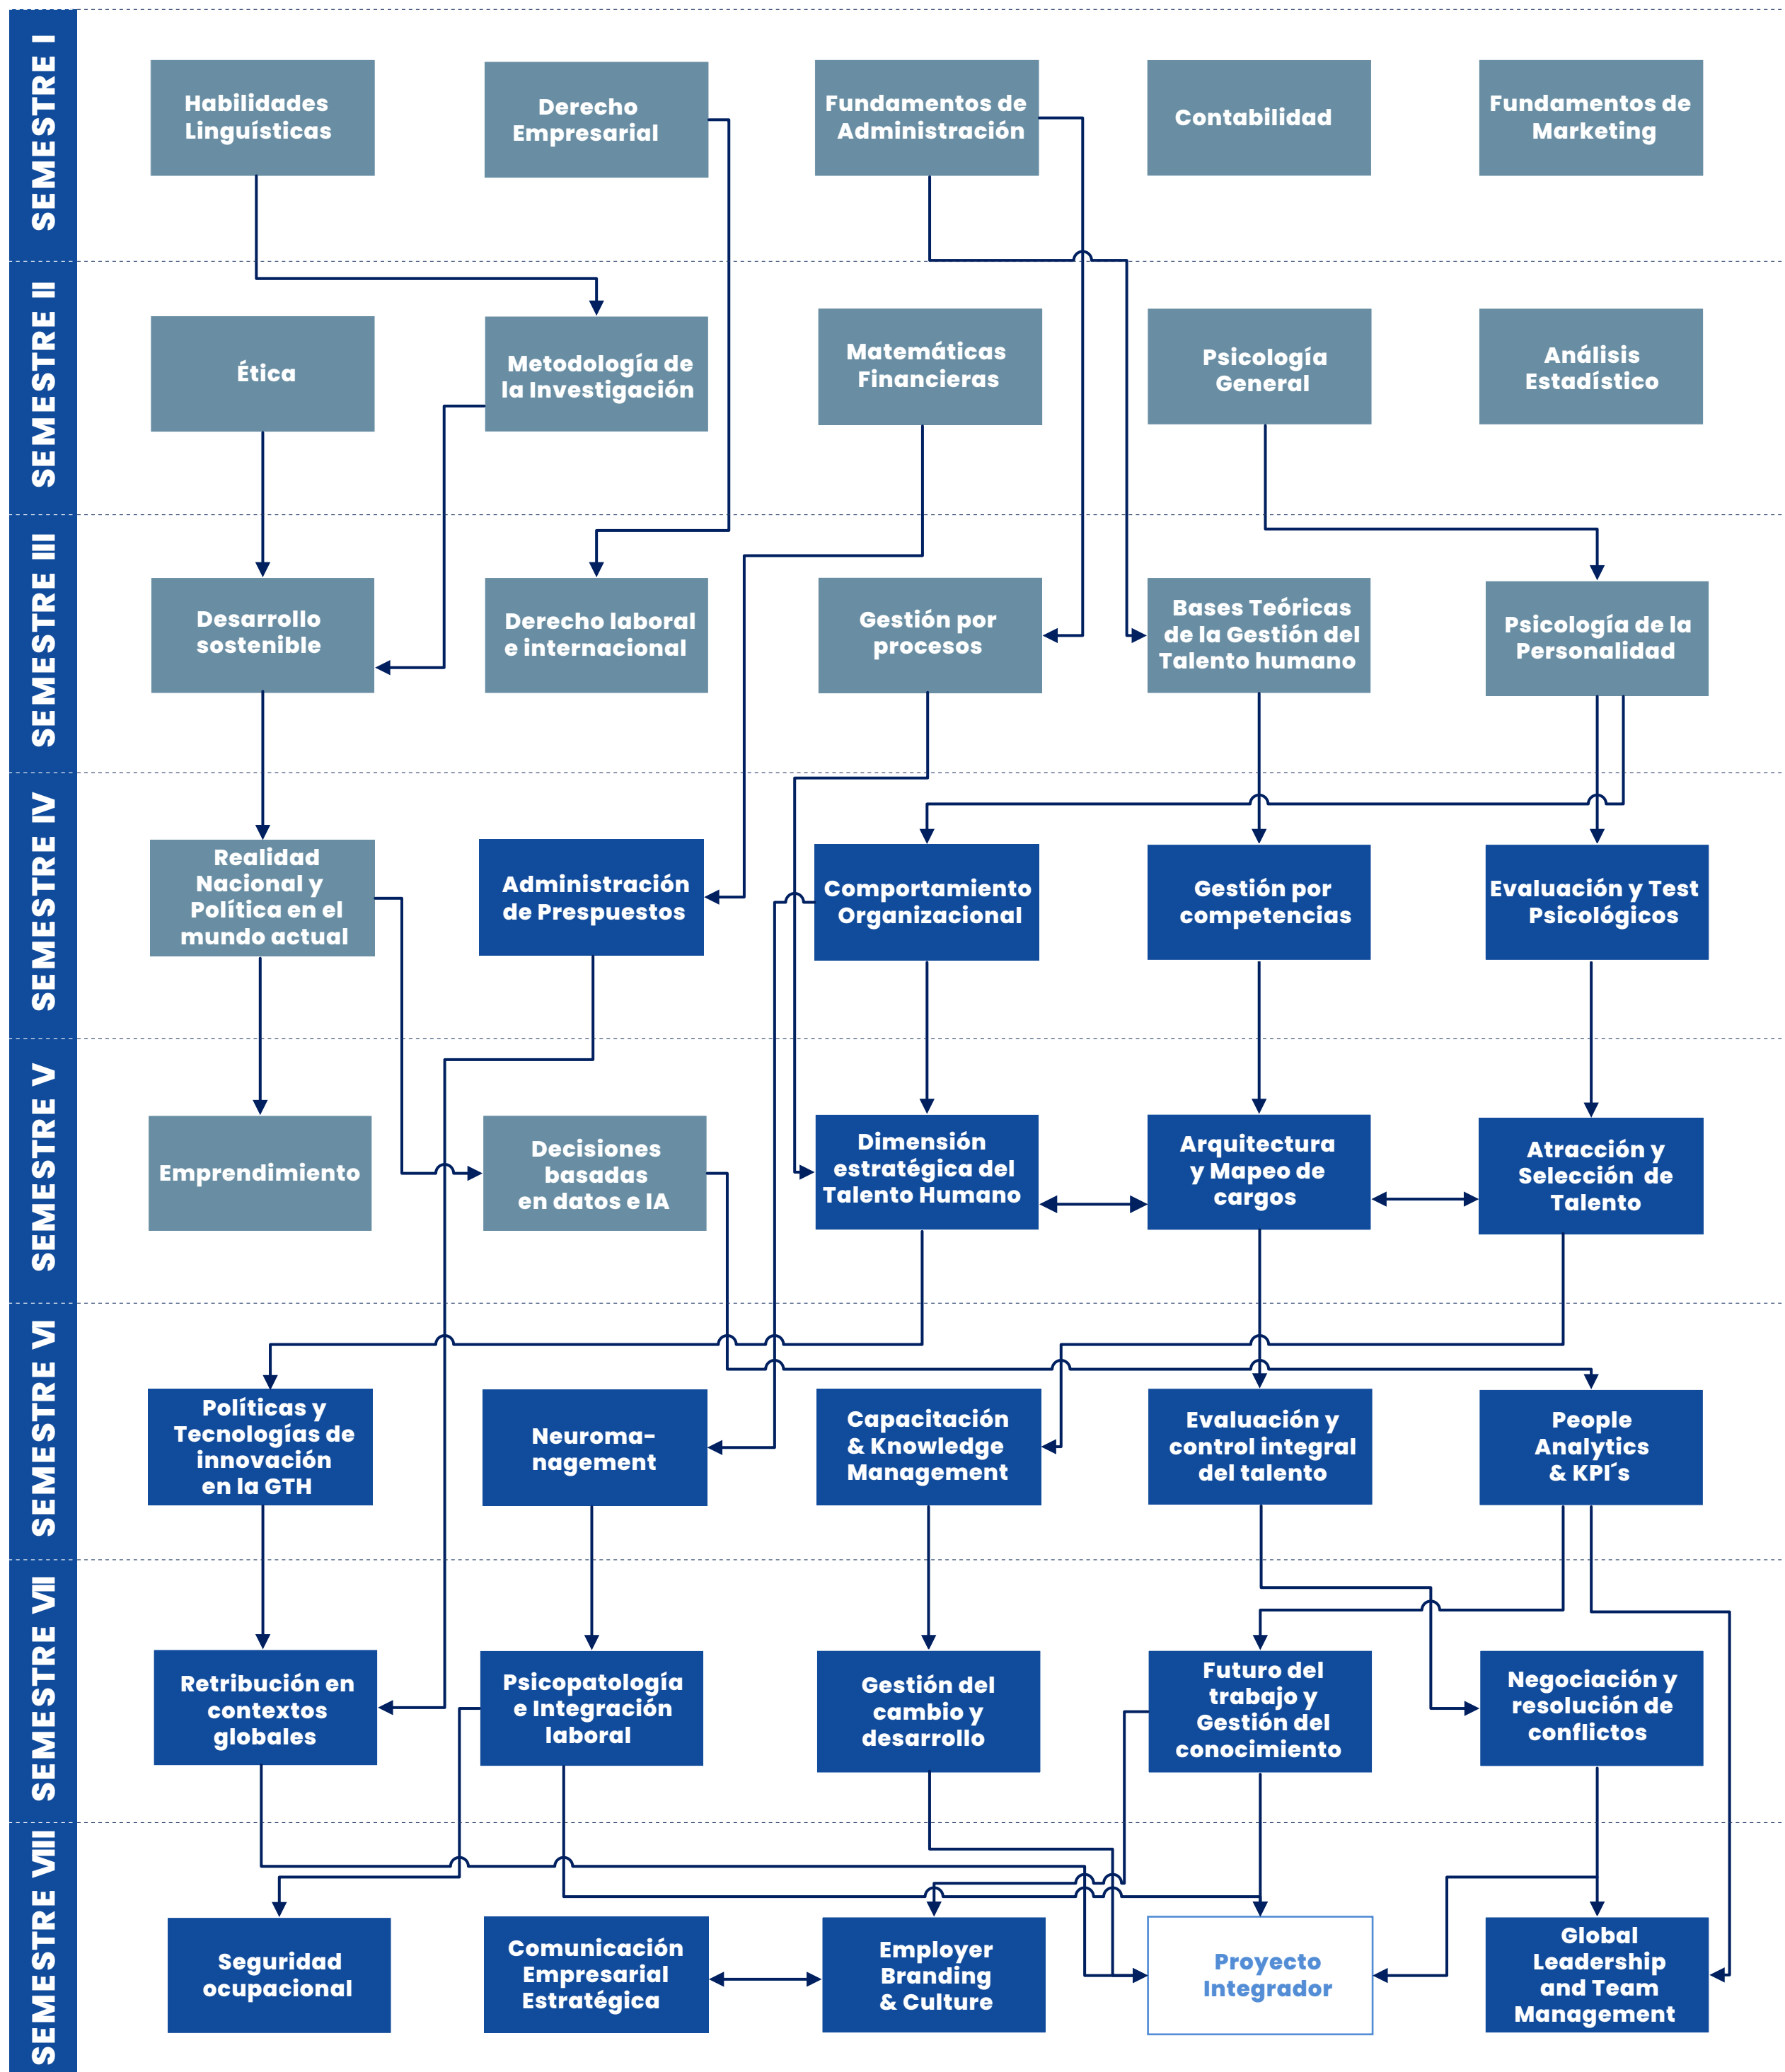 SEMESTRE I
Habilidades
Linguísticas
Derecho
Empresarial
Fundamentos de
Administración
Contabilidad
Fundamentos de
Marketing
SEMESTRE II
Ética
Metodología de
la Investigación
Matemáticas
Financieras
Psicología
General
Análisis
Estadístico
SEMESTRE III
Desarrollo
sostenible
Derecho laboral
e internacional
Gestión por
procesos
Bases Teóricas
de la Gestión del
Talento humano
Psicología de la
Personalidad
SEMESTRE IV
Realidad
Nacional y
Política en el
mundo actual
Administración
de Prespuestos
Comportamiento
Organizacional
Gestión por
competencias
Evaluación y Test
Psicológicos
SEMESTRE V
Emprendimiento
Decisiones
basadas
en datos e IA
Dimensión
estratégica del
Talento Humano
Arquitectura
y Mapeo de
cargos
Atracción y
Selección de
Talento
SEMESTRE VI
Políticas y
Tecnologías de
innovación
en la GTH
Neuroma-
nagement
Capacitación
& Knowledge
Management
Evaluación y
control integral
del talento
People
Analytics
& KPI´s
SEMESTRE VII
Retribución en
contextos
globales
Psicopatología
e Integración
laboral
Gestión del
cambio y
desarrollo
Futuro del
trabajo y
Gestión del
conocimiento
Negociación y
resolución de
conflictos
SEMESTRE VIII
Seguridad
ocupacional
Comunicación
Empresarial
Estratégica
Employer
Branding
& Culture
Proyecto
Integrador
Global
Leadership
and Team
Management